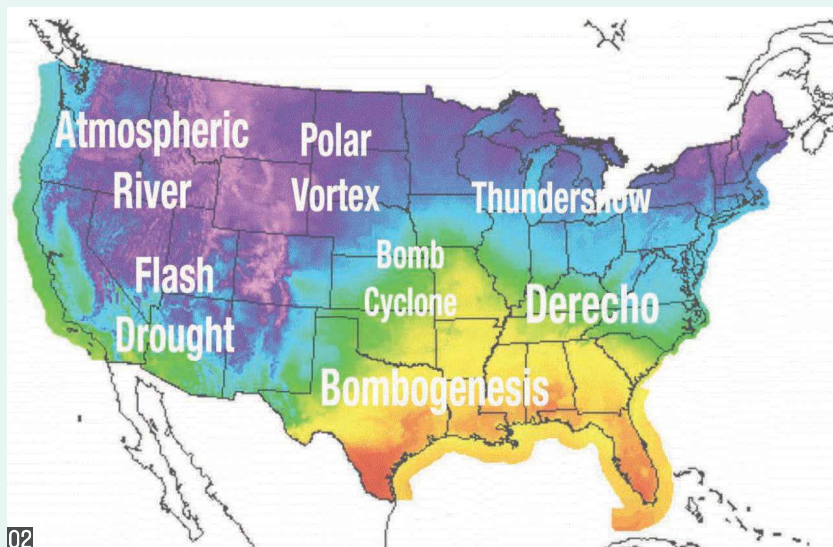 Atmospheric
River
Polar
Vortex
Thundersnow
Flash
Drought
Bomb
Cyclone
Derecho
Bombogenesis
02